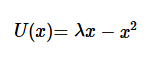 U(x)= λx − x²